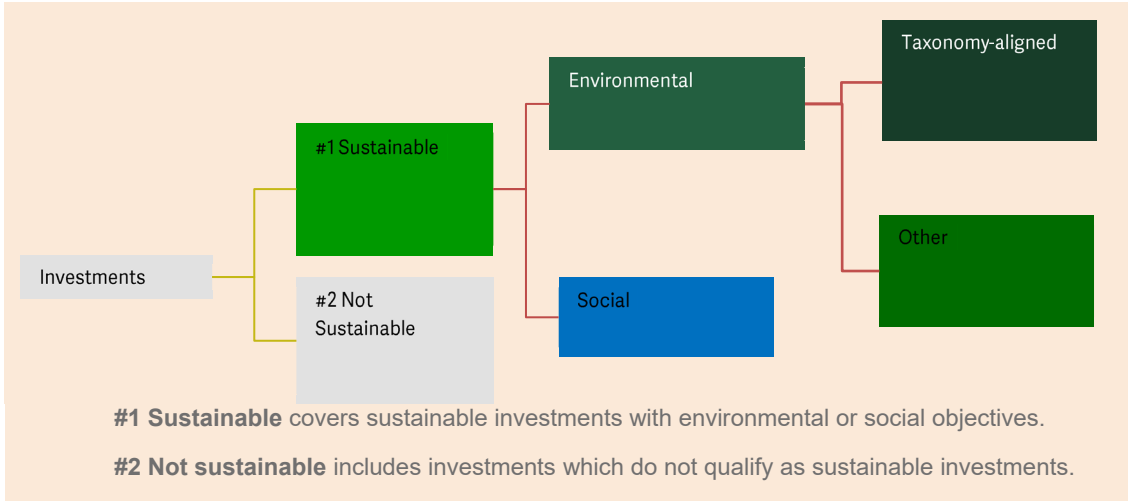 Taxonomy-aligned
Environmental
#1 Sustainable
Other
Investments
#2 Not
Sustainable
Social
#1 Sustainable covers sustainable investments with environmental or social objectives.
#2 Not sustainable includes investments which do not qualify as sustainable investments.